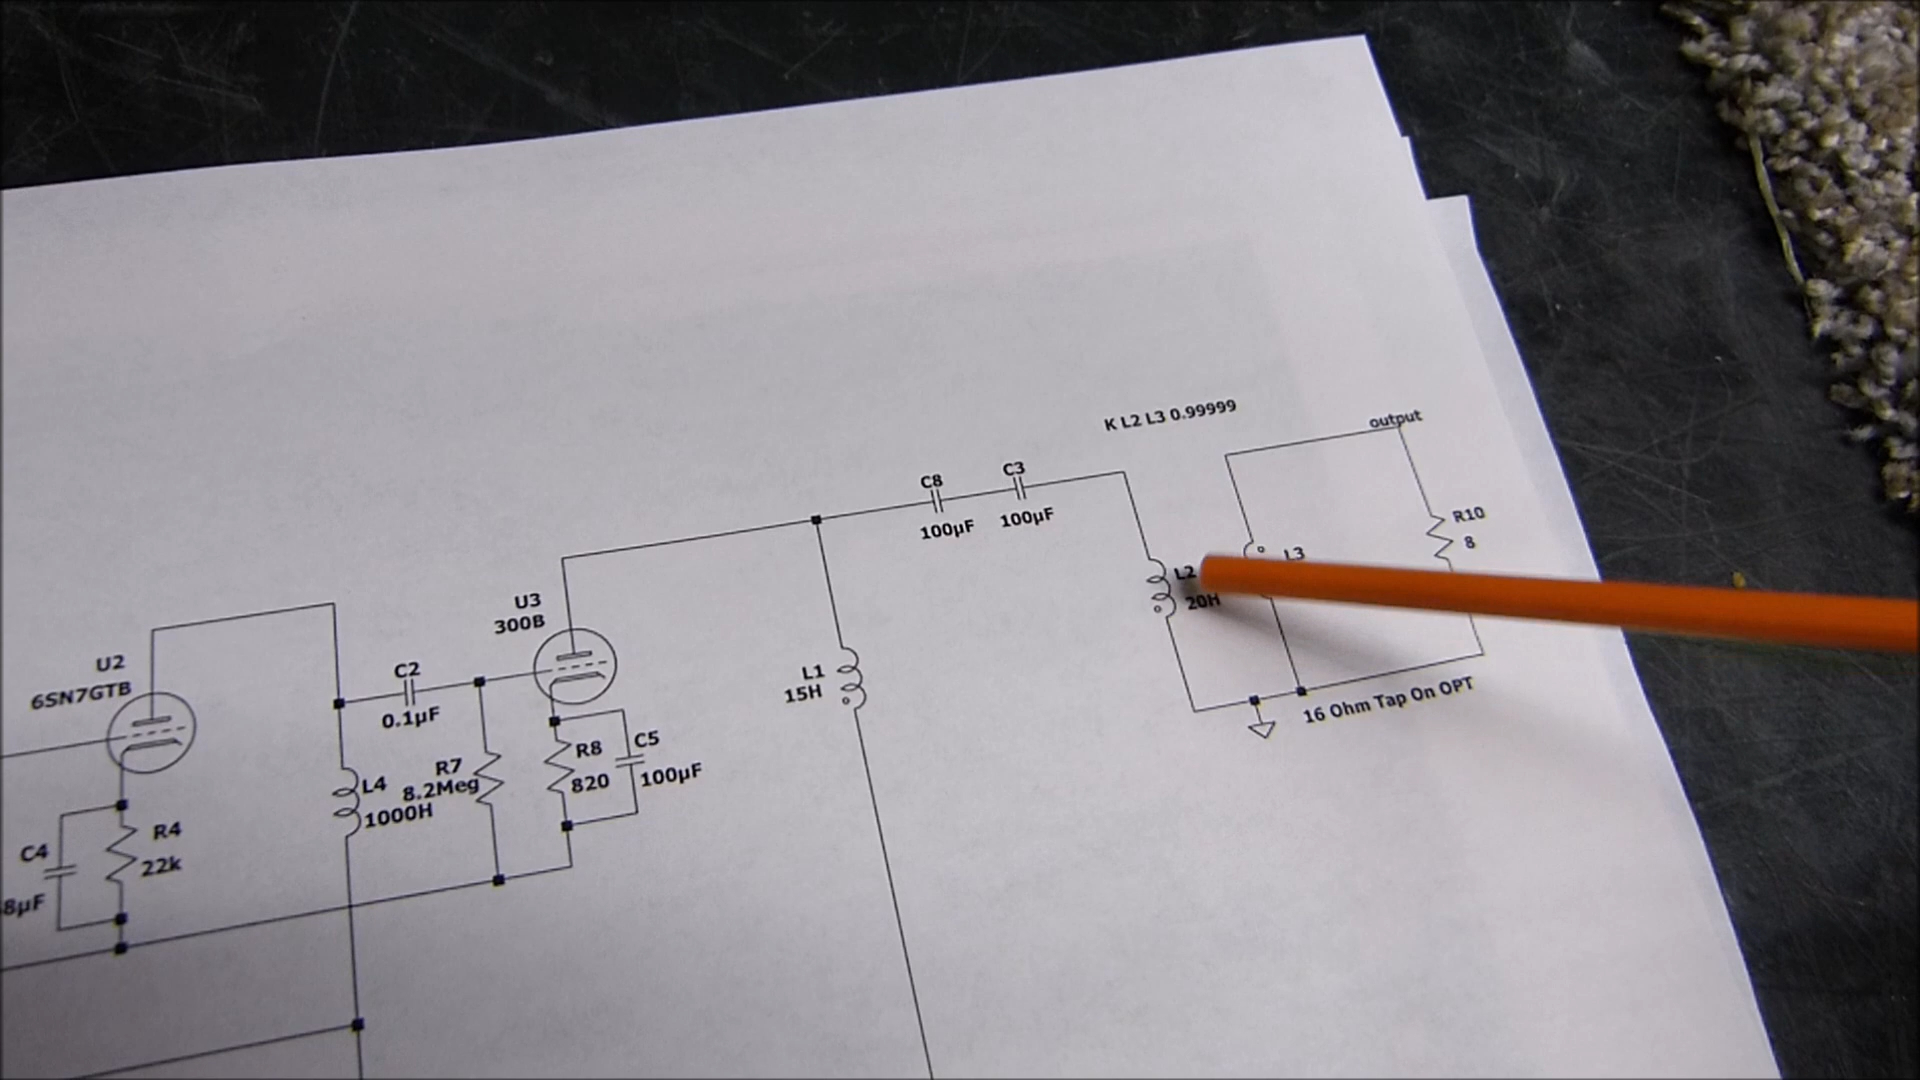 K L2 L3 0.99999
output
C8
100µF
C3
100µF
R10
8
L3
L2
20H
16 Ohm Tap On OPT
U3
300B
L1
15H
U2
6SN7GTB
C2
0.1µF
R7
8.2Meg
R8
820
C5
100µF
L4
1000H
R4
22k
C4
8µF